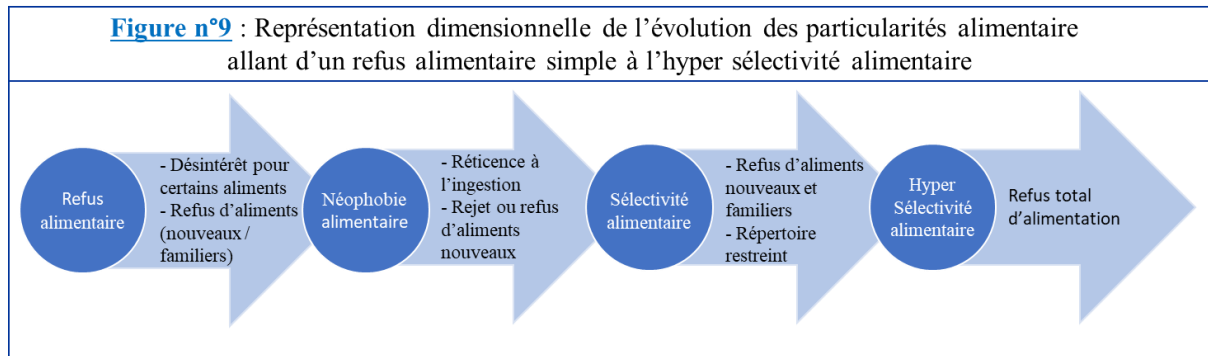 Figure n°9 : Représentation dimensionnelle de l'évolution des particularités alimentaire
allant d'un refus alimentaire simple à l'hyper sélectivité alimentaire
Refus
alimentaire
- Désintérêt pour
certains aliments
- Refus d'aliments
(nouveaux /
familiers)
Néophobie
alimentaire
- Réticence à
l'ingestion
- Rejet ou refus
d'aliments
nouveaux
Sélectivité
alimentaire
- Refus d'aliments
nouveaux et
familiers
- Répertoire
restreint
Hyper
Sélectivité
alimentaire
Refus total
d'alimentation